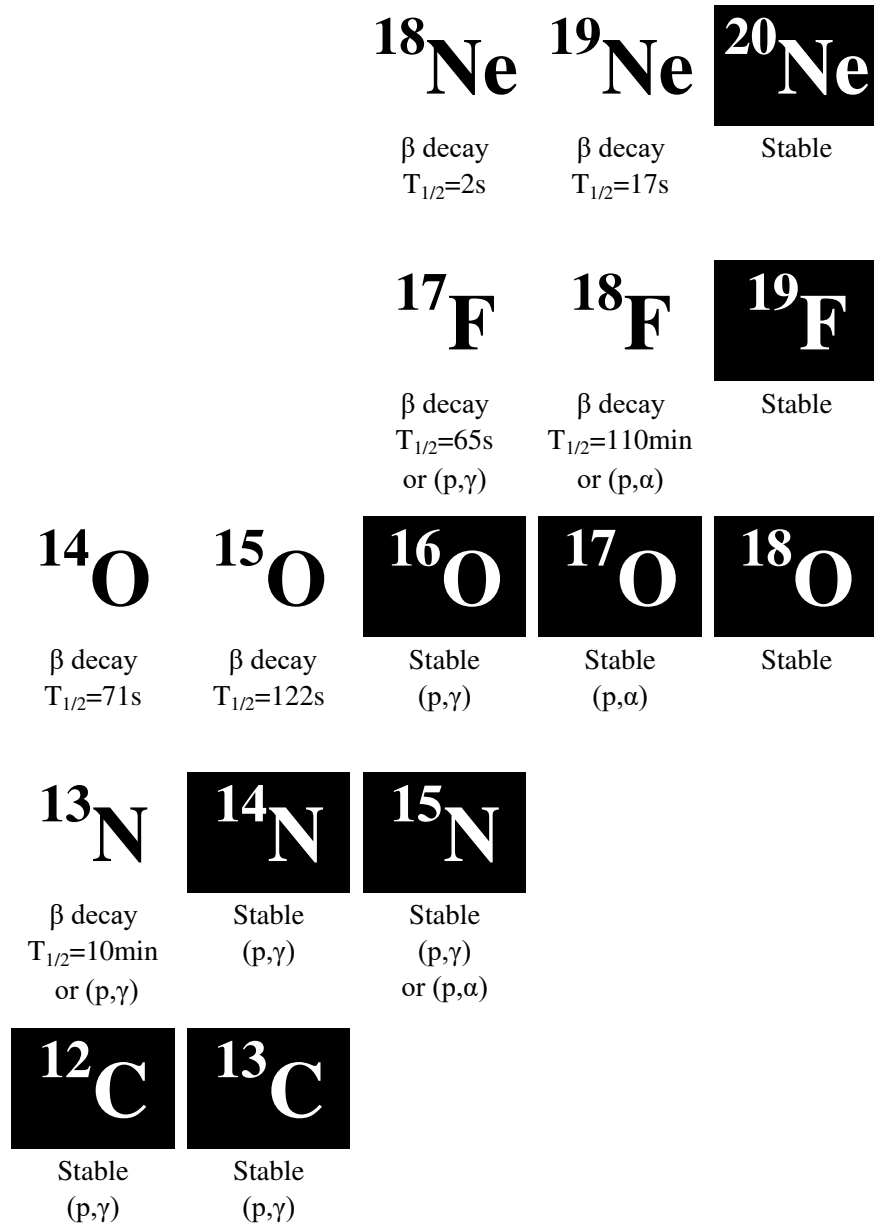 18Ne 19Ne 20Ne
β decay β decay Stable
T1/2=2s T1/2=17s
17F 18F 19F
β decay β decay Stable
T1/2=65s T1/2=110min
or (p,γ) or (p,α)
14O 15O 16O 17O 18O
β decay β decay Stable Stable Stable
T1/2=71s T1/2=122s (p,γ) (p,α)
13N 14N 15N
β decay Stable Stable
T1/2=10min (p,γ) (p,γ)
or (p,γ) or (p,α)
12C 13C
Stable Stable
(p,γ) (p,γ)